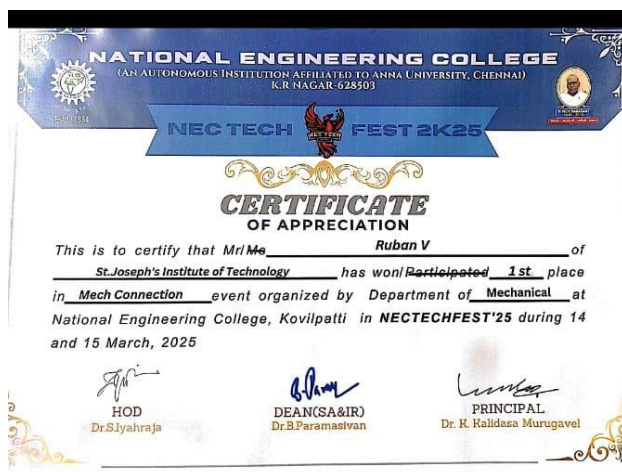 NATIONAL ENGINEERING COLLEGE
(AN AUTONOMOUS INSTITUTION AFFILIATED TO ANNA UNIVERSITY, CHENNAI)
K.R NAGAR-628503
NEC TECH FEST 2K25
CERTIFICATE
OF APPRECIATION
This is to certify that Mr/Ms Ruban V of
St.Joseph's Institute of Technology has won/Participated 1st place
in Mech Connection event organized by Department of Mechanical at
National Engineering College, Kovilpatti in NECTECHFEST'25 during 14
and 15 March, 2025
HOD DEAN(SA&IR) PRINCIPAL
Dr.S.Iyahraja Dr.B.Paramasivan Dr. K. Kalidasa Murugavel